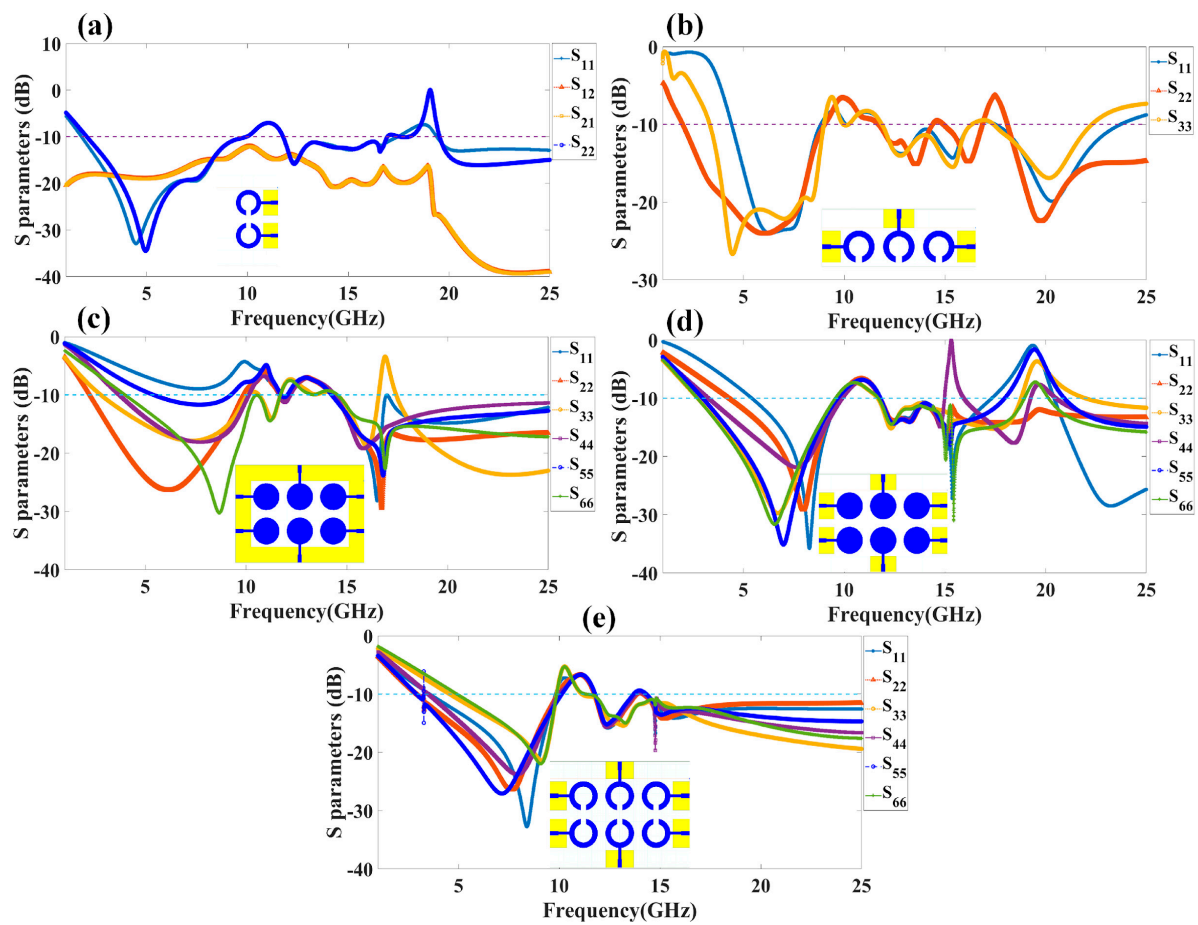 (a)
S parameters (dB)
10
0
-10
-20
-30
-40
5
10
15
20
25
Frequency(GHz)
S11
S12
S21
S22
(b)
S parameters (dB)
0
-10
-20
-30
5
10
15
20
25
Frequency(GHz)
S11
S22
S33
(c)
S parameters (dB)
0
-10
-20
-30
-40
5
10
15
20
25
Frequency(GHz)
S11
S22
S33
S44
S55
S66
(d)
S parameters (dB)
0
-10
-20
-30
-40
5
10
15
20
25
Frequency(GHz)
S11
S22
S33
S44
S55
S66
(e)
S parameters (dB)
0
-10
-20
-30
-40
5
10
15
20
25
Frequency(GHz)
S11
S22
S33
S44
S55
S66